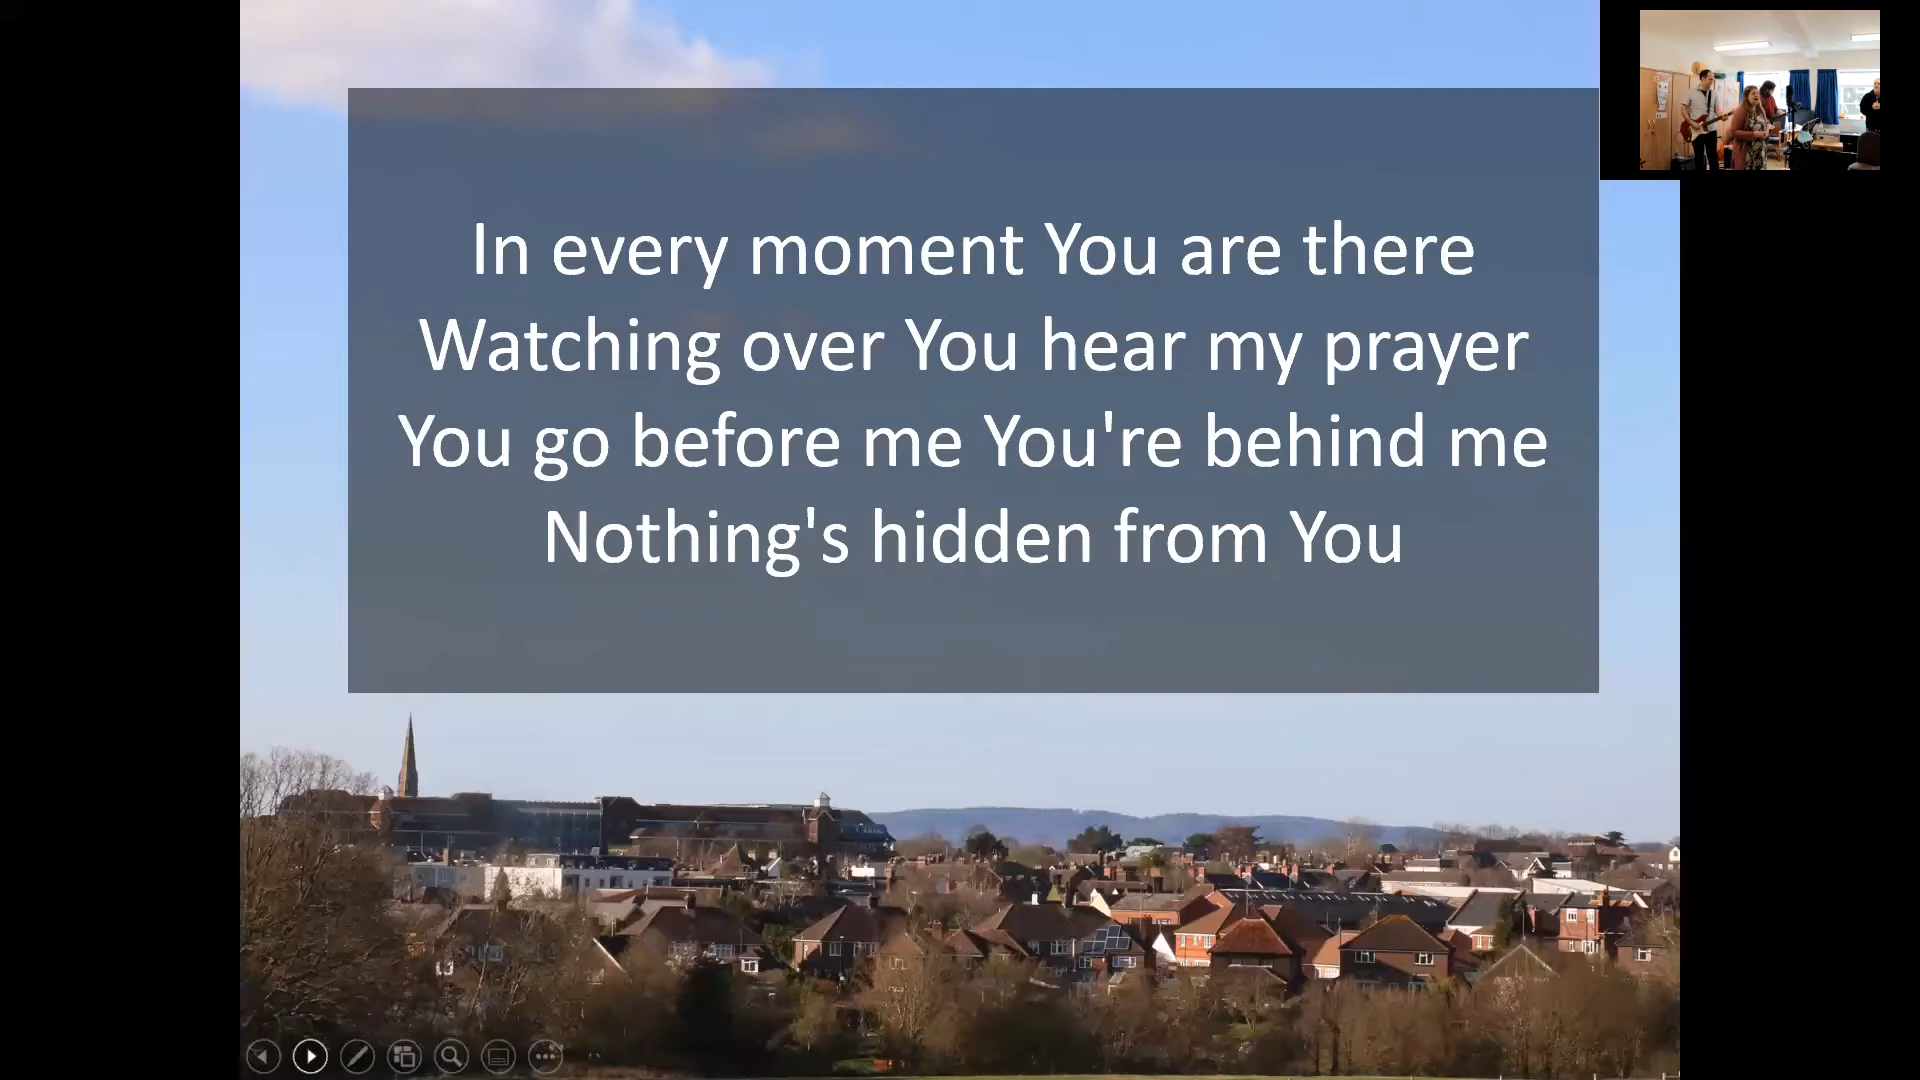 In every moment You are there
Watching over You hear my prayer
You go before me You're behind me
Nothing's hidden from You